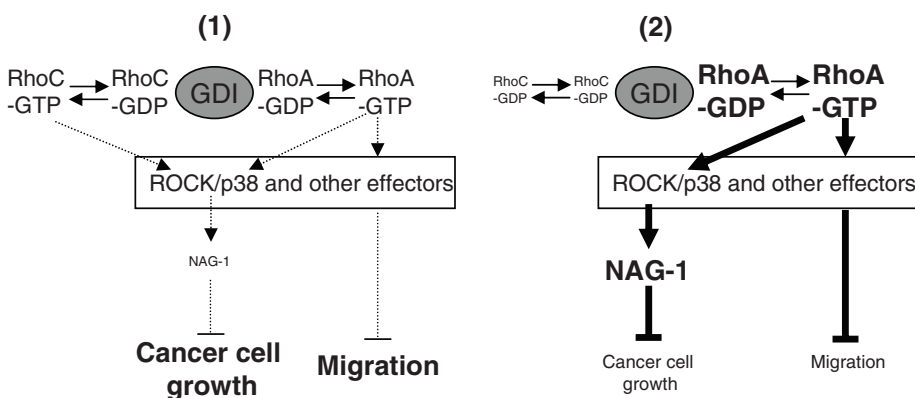 (1)
RhoC RhoC GDI RhoA RhoA
-GTP -GDP -GDP -GTP
ROCK/p38 and other effectors
NAG-1
Cancer cell
growth
Migration
(2)
RhoC RhoC GDI RhoA RhoA
-GDP -GDP -GDP -GTP
ROCK/p38 and other effectors
NAG-1
Cancer cell
growth
Migration